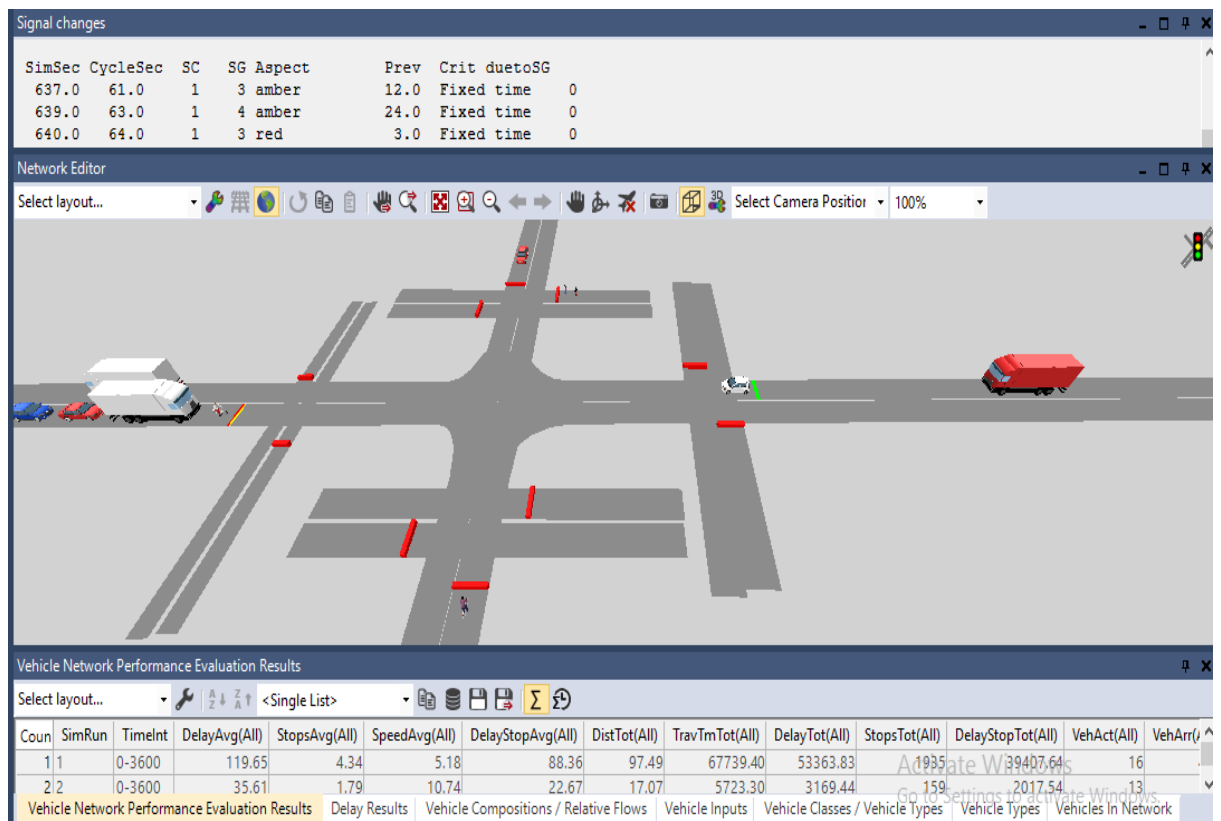 Signal changes
SimSec CycleSec SC SG Aspect Prev Crit duetoSG
637.0 61.0 1 3 amber 12.0 Fixed time 0
639.0 63.0 1 4 amber 24.0 Fixed time 0
640.0 64.0 1 3 red 3.0 Fixed time 0
Network Editor
Select layout... 3D Select Camera Position 100%
Vehicle Network Performance Evaluation Results
Select layout... <Single List>
Coun SimRun TimeInt DelayAvg(All) StopsAvg(All) SpeedAvg(All) DelayStopAvg(All) DistTot(All) TravTmTot(All) DelayTot(All) StopsTot(All) DelayStopTot(All) VehAct(All) VehArr(
1 1 0-3600 119.65 4.34 5.18 88.36 97.49 67739.40 53363.83 1935 39407.64 16
2 2 0-3600 35.61 1.79 10.74 22.67 17.07 5723.30 3169.44 159 2017.54 13
Activate Windows
Go to Settings to activate Windows.
Vehicle Network Performance Evaluation Results Delay Results Vehicle Compositions / Relative Flows Vehicle Inputs Vehicle Classes / Vehicle Types Vehicle Types Vehicles In Network